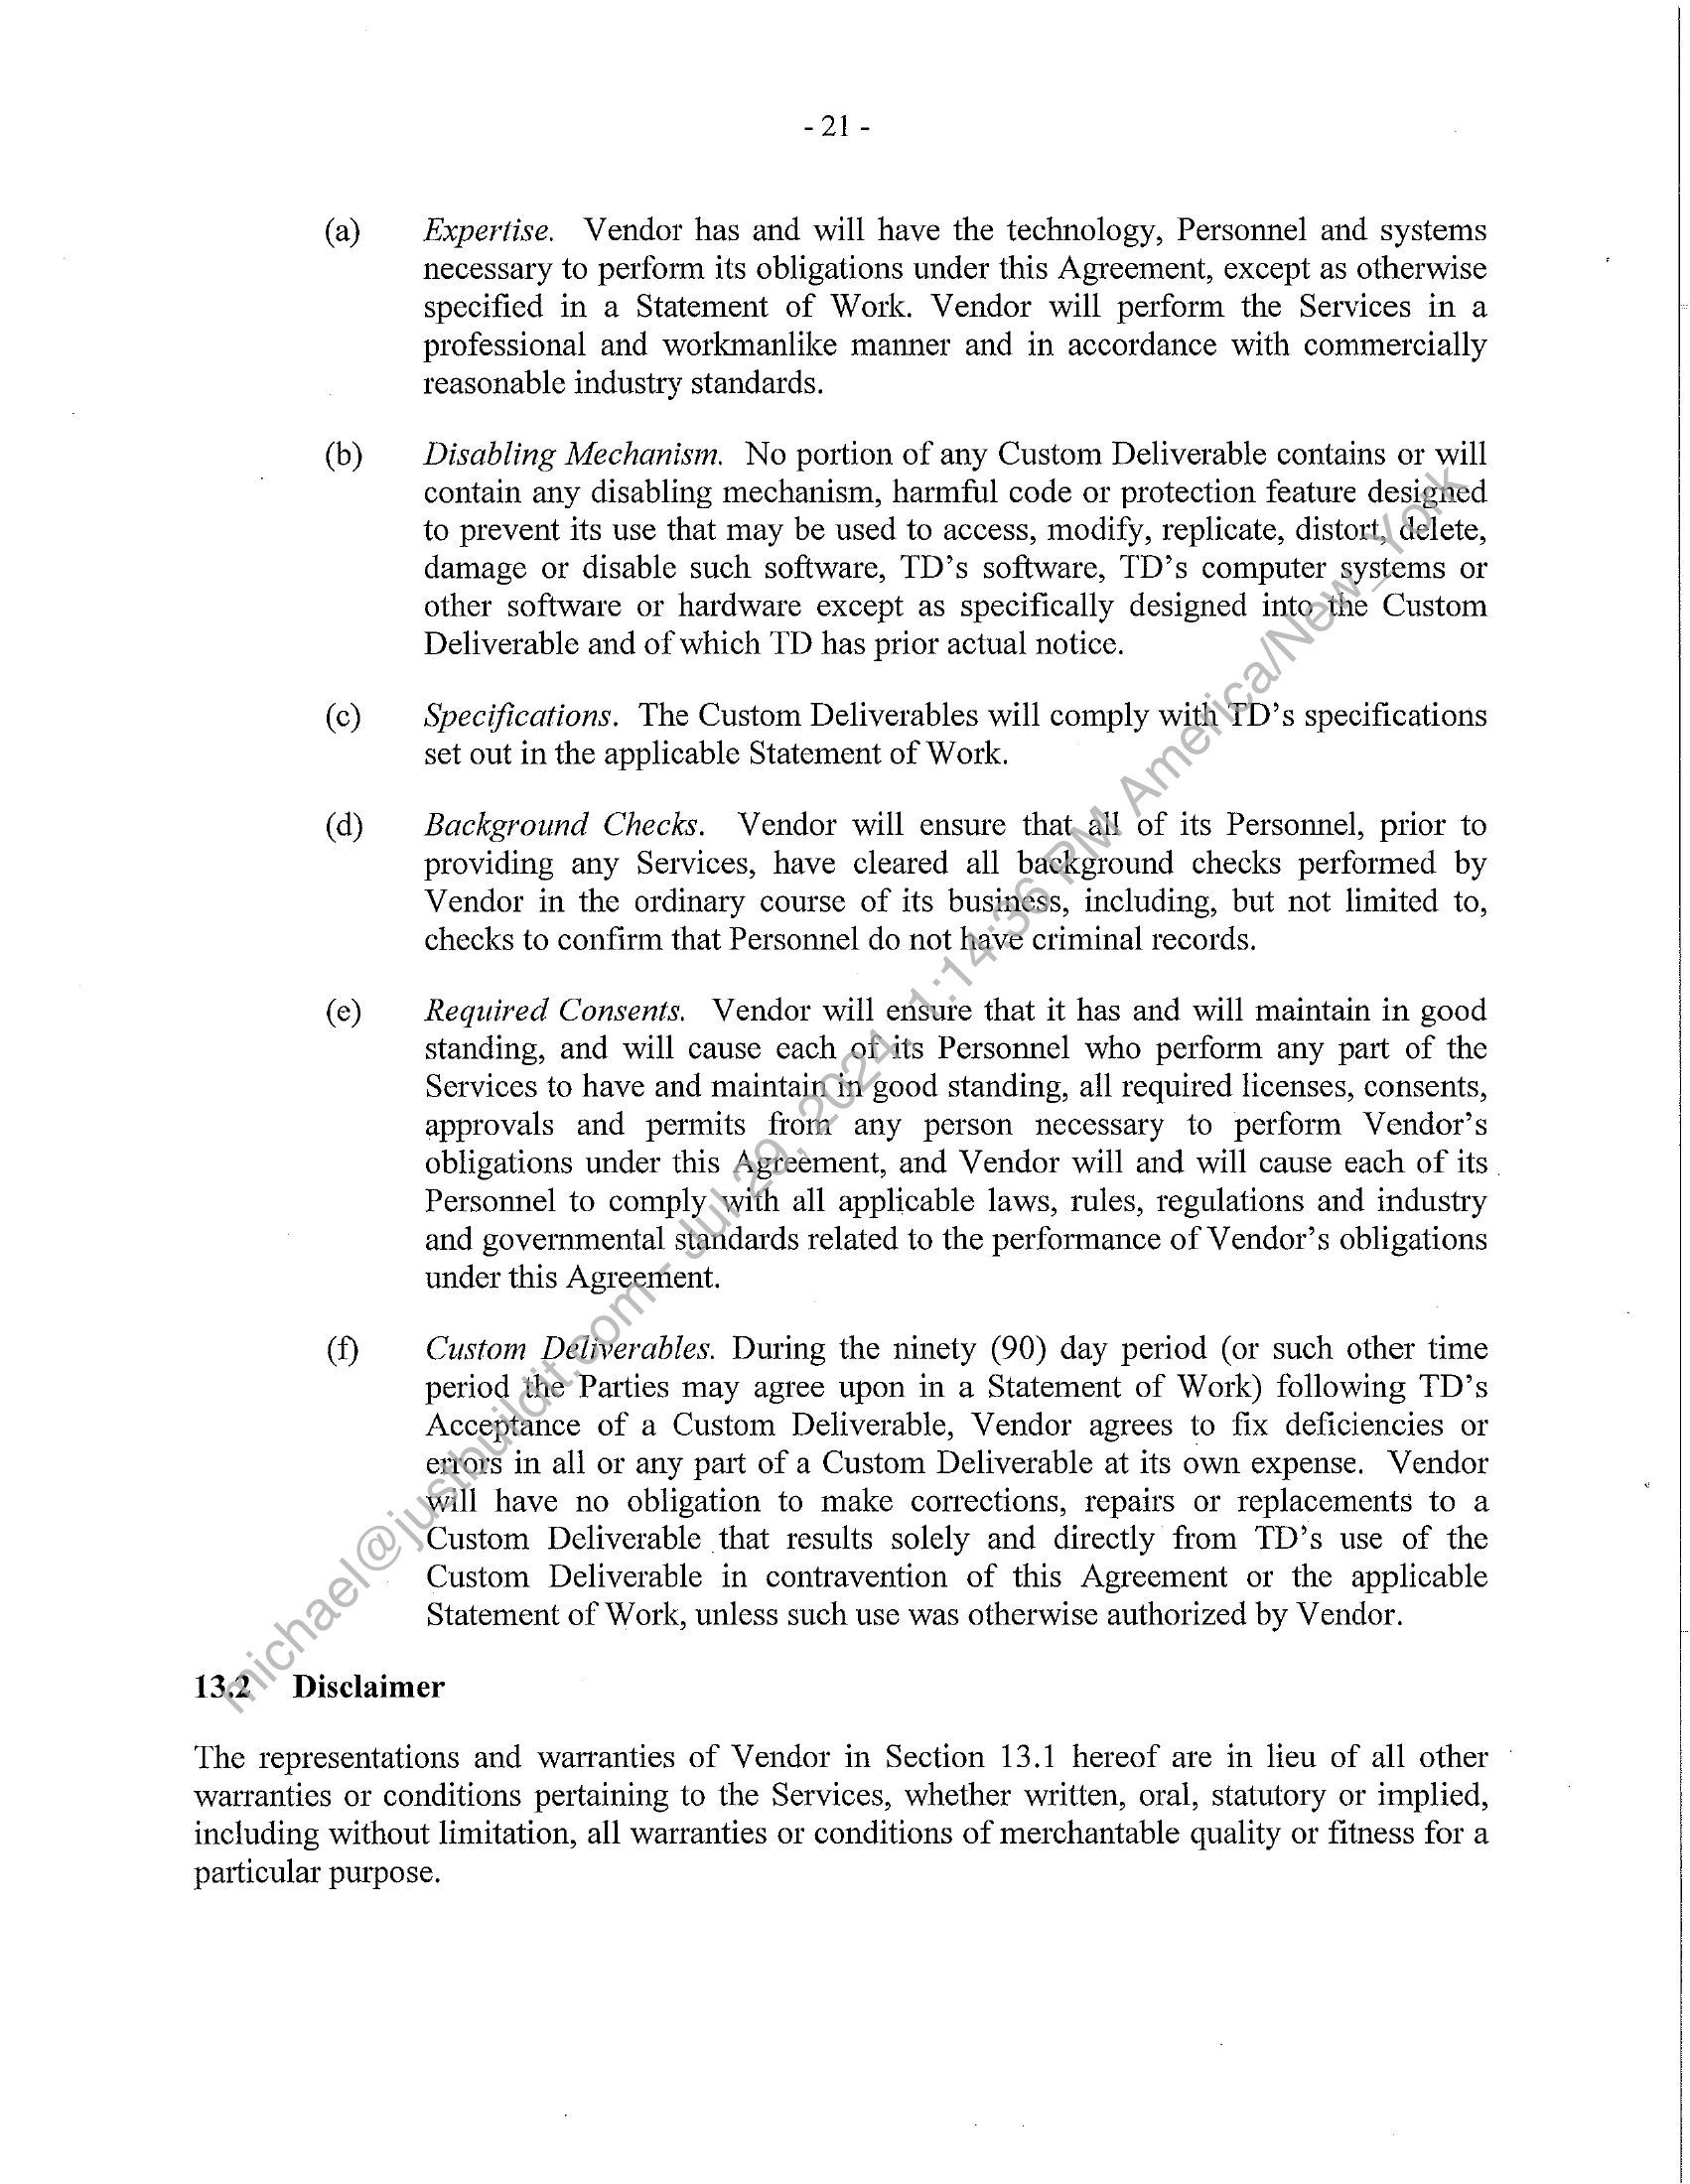 - 21 -
(a) Expertise. Vendor has and will have the technology, Personnel and systems
necessary to perform its obligations under this Agreement, except as otherwise
specified in a Statement of Work. Vendor will perform the Services in a
professional and workmanlike manner and in accordance with commercially
reasonable industry standards.
(b) Disabling Mechanism. No portion of any Custom Deliverable contains or will
contain any disabling mechanism, harmful code or protection feature designed
to prevent its use that may be used to access, modify, replicate, distort, delete,
damage or disable such software, TD's software, TD's computer systems or
other software or hardware except as specifically designed into the Custom
Deliverable and of which TD has prior actual notice.
(c) Specifications. The Custom Deliverables will comply with TD's specifications
set out in the applicable Statement of Work.
(d) Background Checks. Vendor will ensure that all of its Personnel, prior to
providing any Services, have cleared all background checks performed by
Vendor in the ordinary course of its business, including, but not limited to,
checks to confirm that Personnel do not have criminal records.
(e) Required Consents. Vendor will ensure that it has and will maintain in good
standing, and will cause each of its Personnel who perform any part of the
Services to have and maintain in good standing, all required licenses, consents,
approvals and permits from any person necessary to perform Vendor's
obligations under this Agreement, and Vendor will and will cause each of its
Personnel to comply with all applicable laws, rules, regulations and industry
and governmental standards related to the performance of Vendor's obligations
under this Agreement.
(f) Custom Deliverables. During the ninety (90) day period (or such other time
period the Parties may agree upon in a Statement of Work) following TD's
Acceptance of a Custom Deliverable, Vendor agrees to fix deficiencies or
errors in all or any part of a Custom Deliverable at its own expense. Vendor
will have no obligation to make corrections, repairs or replacements to a
Custom Deliverable that results solely and directly from TD's use of the
Custom Deliverable in contravention of this Agreement or the applicable
Statement of Work, unless such use was otherwise authorized by Vendor.
13.2 Disclaimer
The representations and warranties of Vendor in Section 13.1 hereof are in lieu of all other
warranties or conditions pertaining to the Services, whether written, oral, statutory or implied,
including without limitation, all warranties or conditions of merchantable quality or fitness for a
particular purpose.
michael@justbuildit.com - Jul 29, 2024, 1:14:36 PM America/New_York